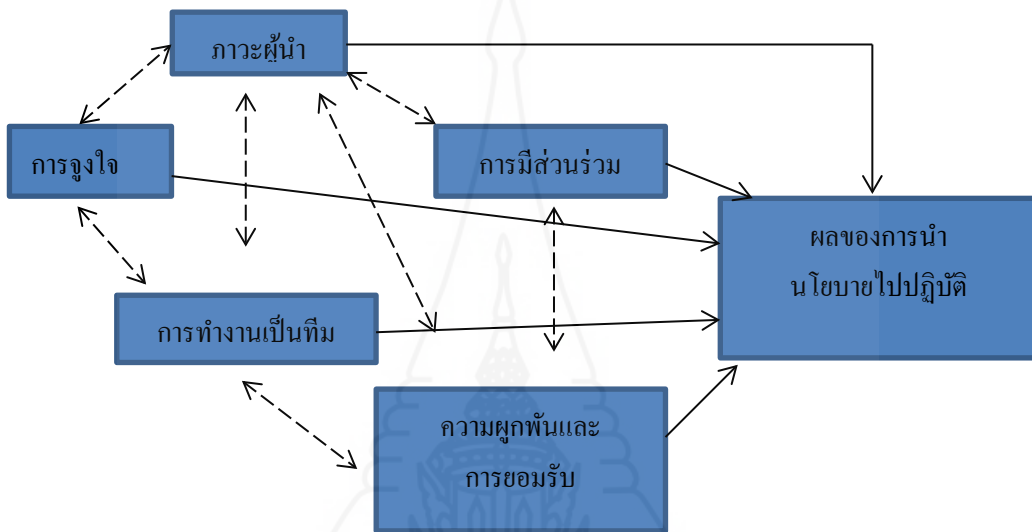 ภาวะผู้นำ
การจูงใจ
การมีส่วนร่วม
ผลของการนำ
นโยบายไปปฏิบัติ
การทำงานเป็นทีม
ความผูกพันและ
การยอมรับ